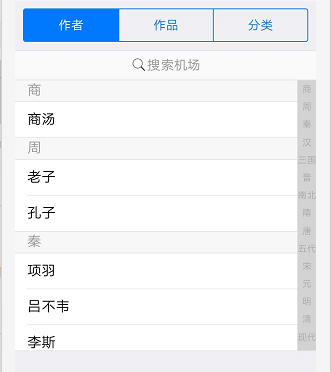 作者 作品 分类
搜索机场
商
商汤
周
老子
孔子
秦
项羽
吕不韦
李斯
商
周
秦
汉
三国
晋
南北
隋
唐
五代
宋
元
明
清
现代